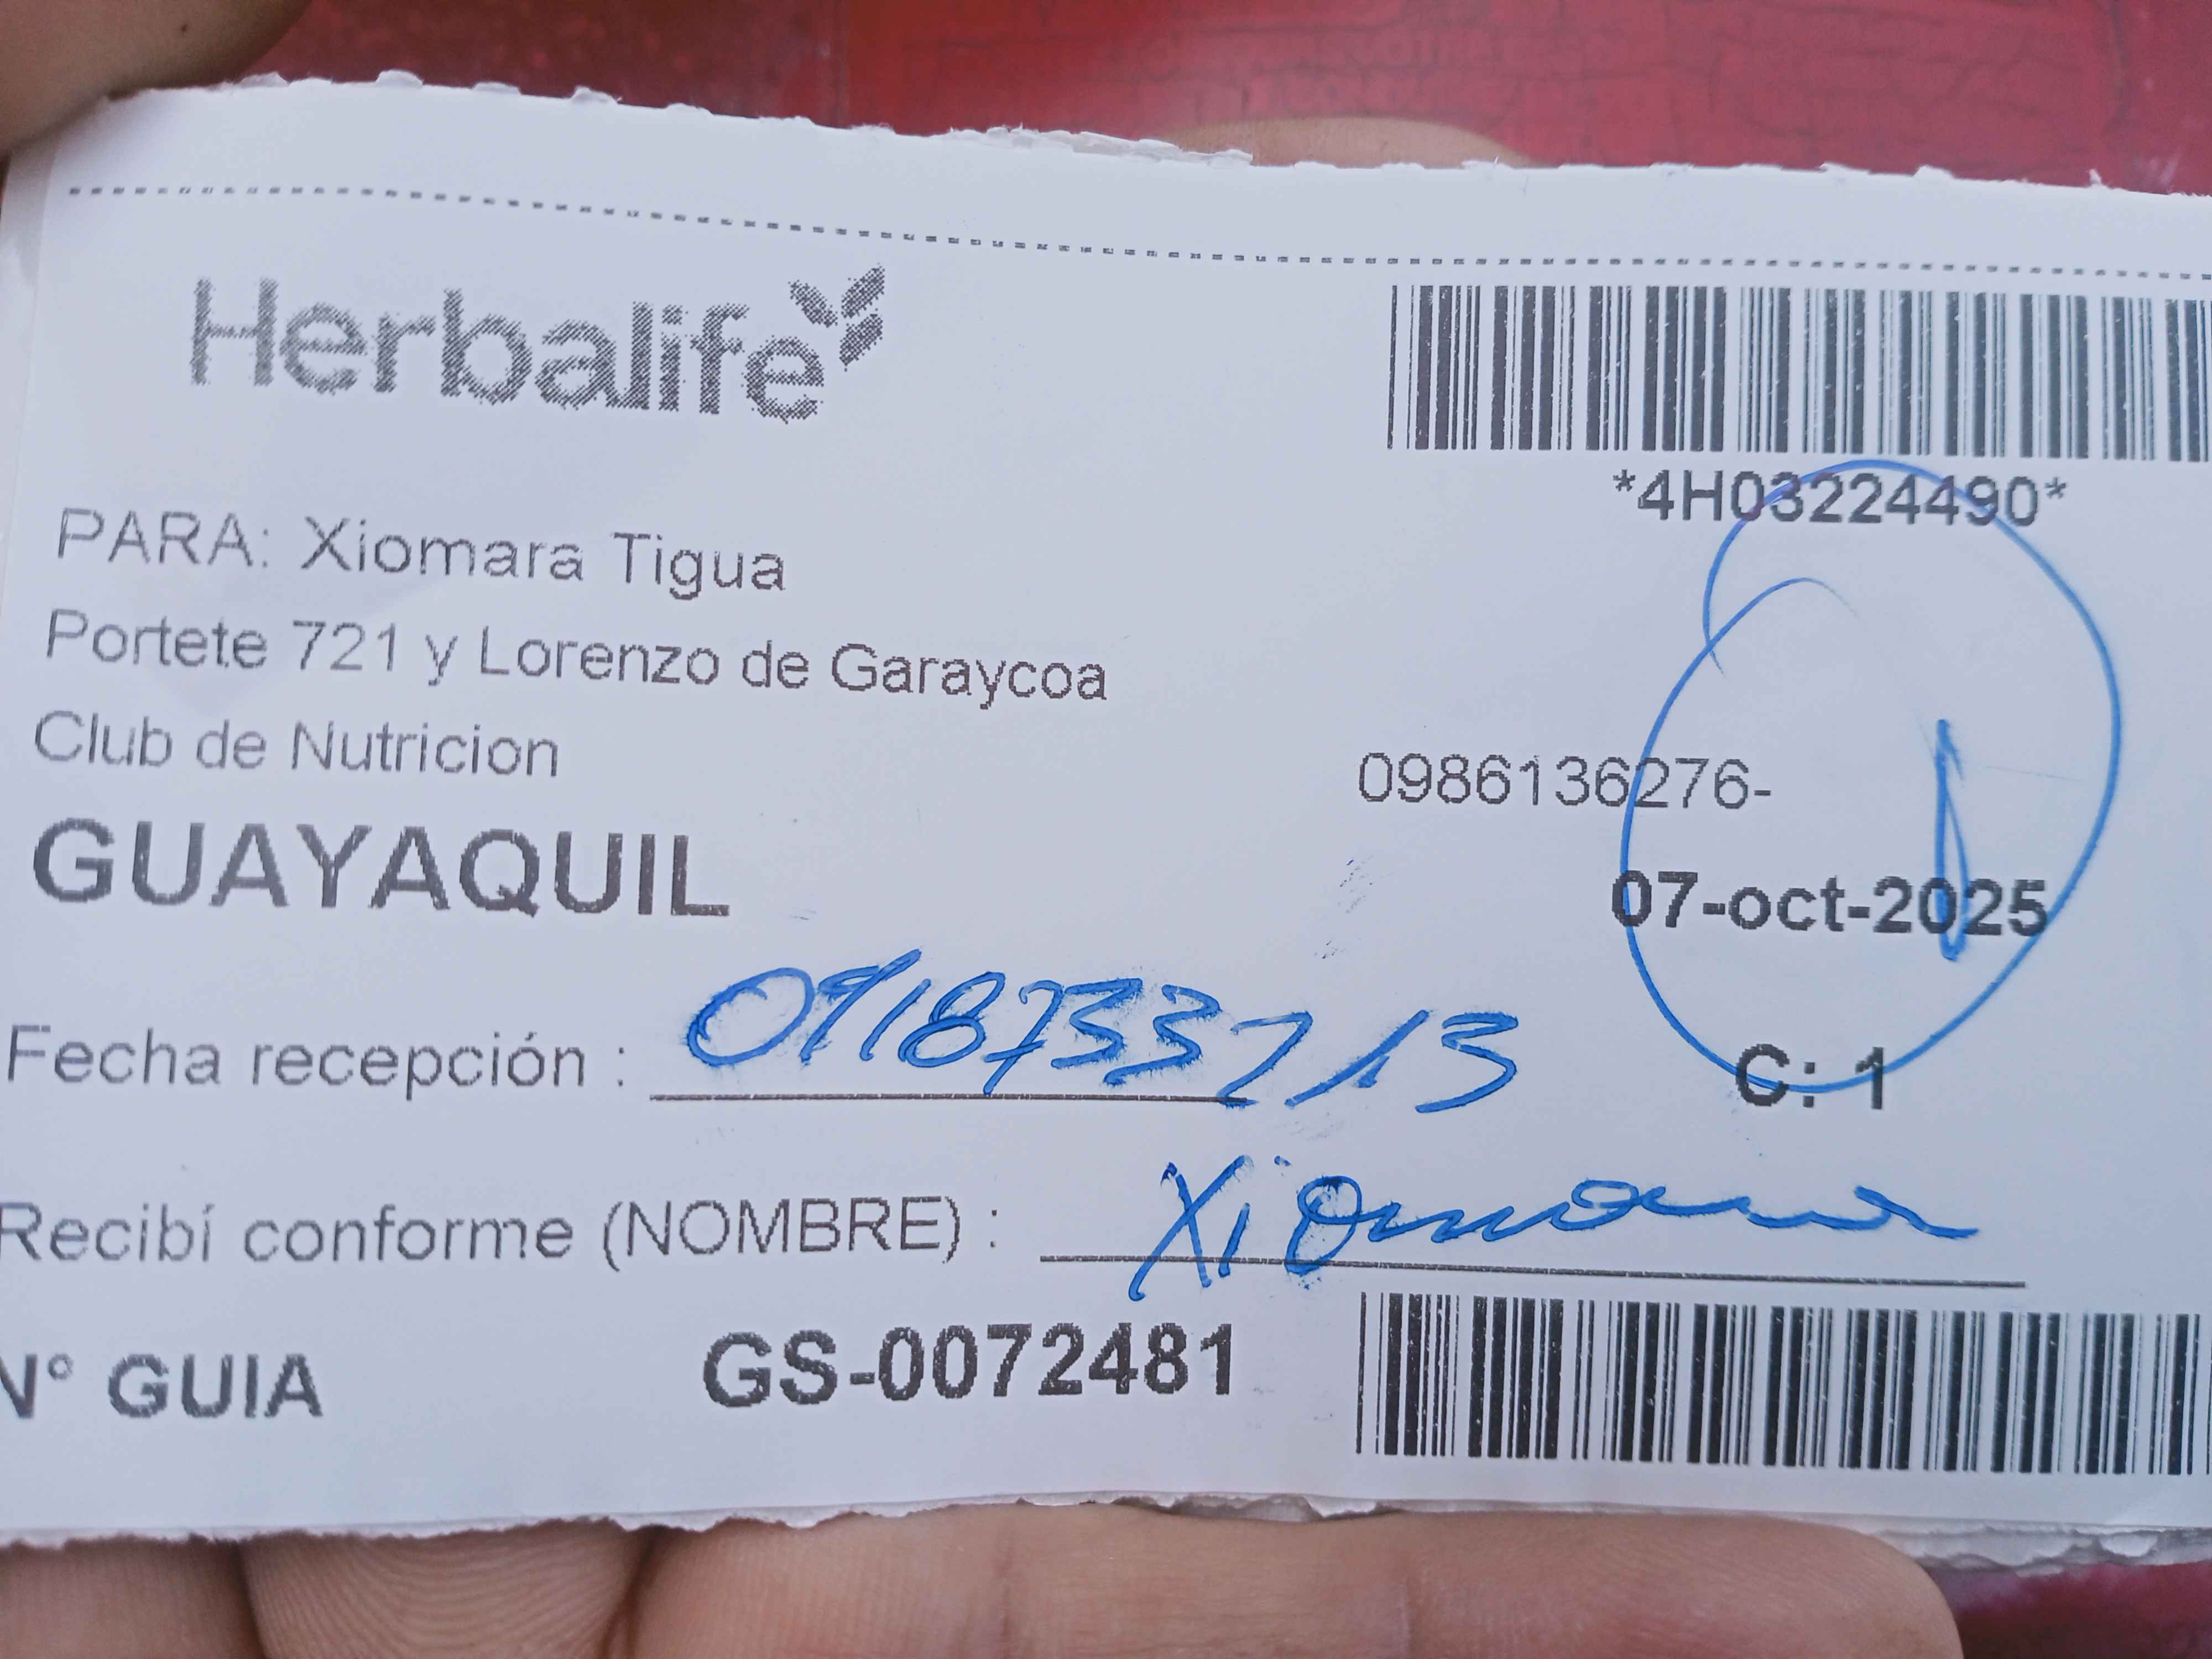 Herbalife
*4H03224490*
PARA: Xiomara Tigua
Portete 721 y Lorenzo de Garaycoa
Club de Nutricion
0986136276-
GUAYAQUIL
07-oct-2025
Fecha recepción :
C: 1
Recibí conforme (NOMBRE) : Xiomara
N° GUIA GS-0072481